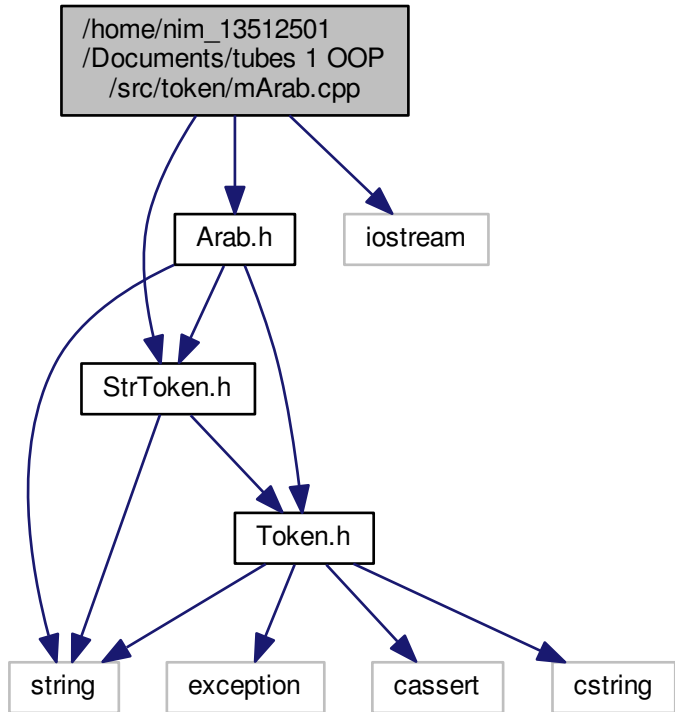 /home/nim_13512501
/Documents/tubes 1 OOP
/src/token/mArab.cpp
Arab.h
iostream
StrToken.h
Token.h
string
exception
cassert
cstring